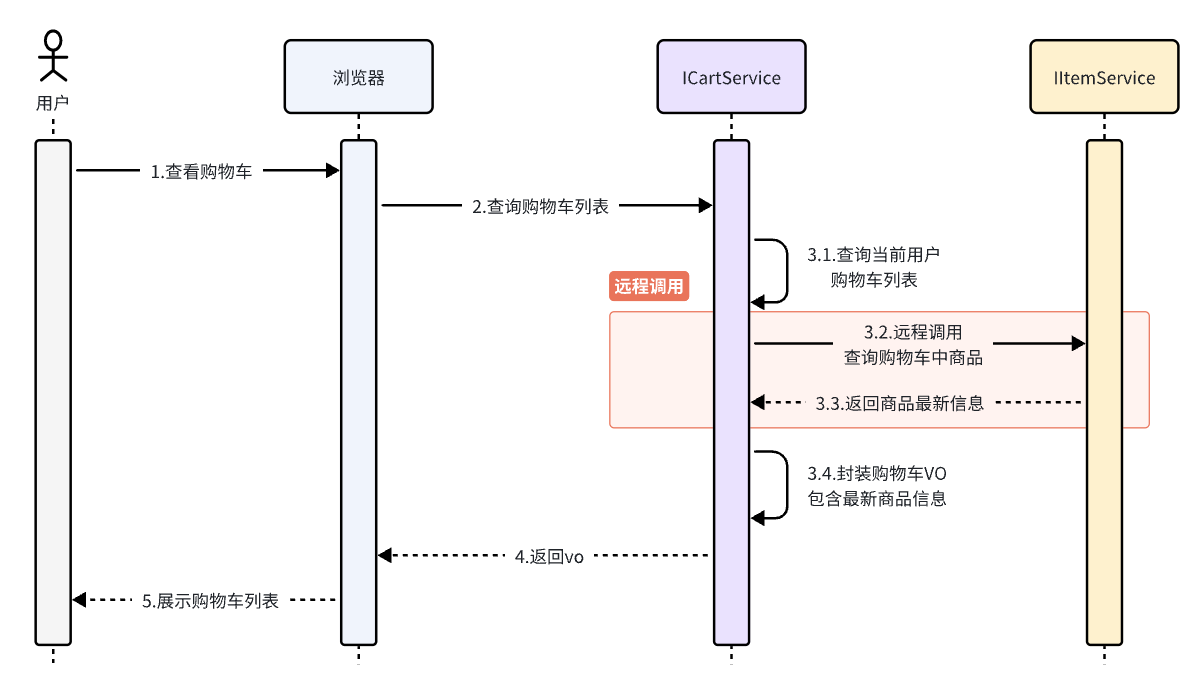 用户
浏览器
ICartService
IItemService
1.查看购物车
2.查询购物车列表
3.1.查询当前用户
购物车列表
远程调用
3.2.远程调用
查询购物车中商品
3.3.返回商品最新信息
3.4.封装购物车VO
包含最新商品信息
4.返回vo
5.展示购物车列表